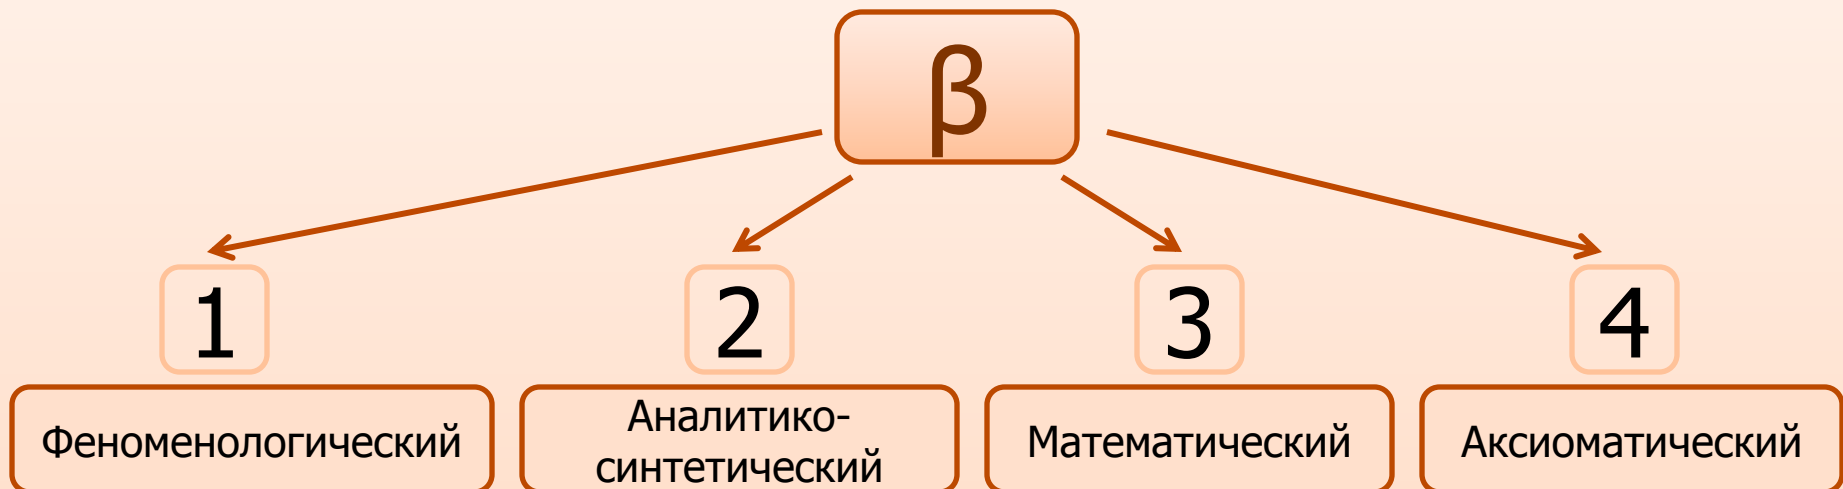 β
1
2
3
4
Феноменологический
Аналитико-
синтетический
Математический
Аксиоматический